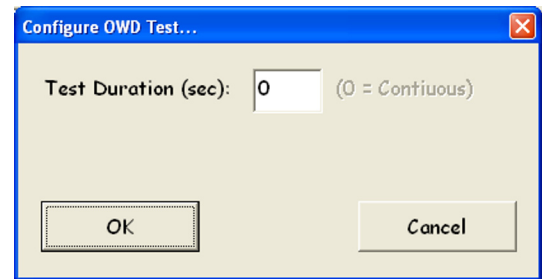 Configure OWD Test...
Test Duration (sec): 0 (0 = Contiuous)
OK Cancel